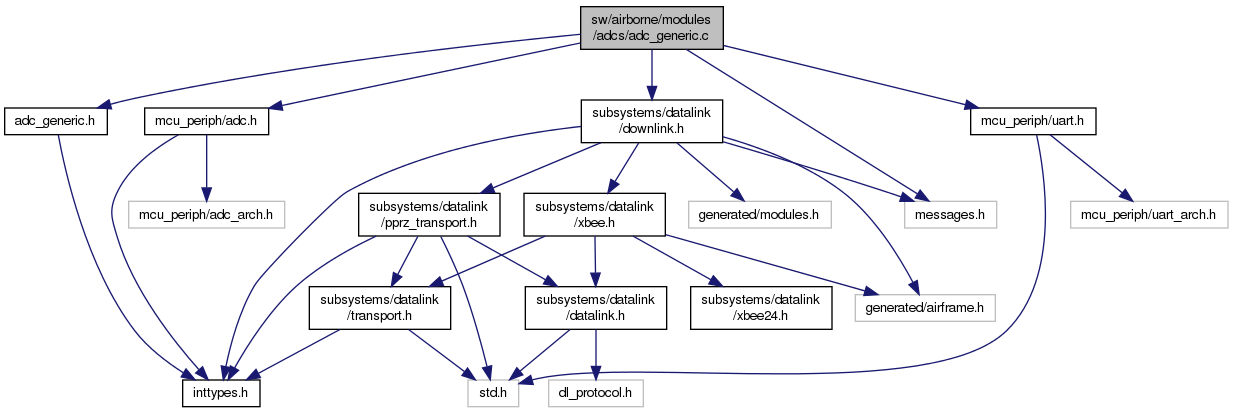 sw/airborne/modules
/adcs/adc_generic.c
adc_generic.h
mcu_periph/adc.h
subsystems/datalink
/downlink.h
mcu_periph/uart.h
mcu_periph/adc_arch.h
subsystems/datalink
/pprz_transport.h
subsystems/datalink
/xbee.h
generated/modules.h
messages.h
mcu_periph/uart_arch.h
subsystems/datalink
/transport.h
subsystems/datalink
/datalink.h
subsystems/datalink
/xbee24.h
generated/airframe.h
inttypes.h
std.h
dl_protocol.h